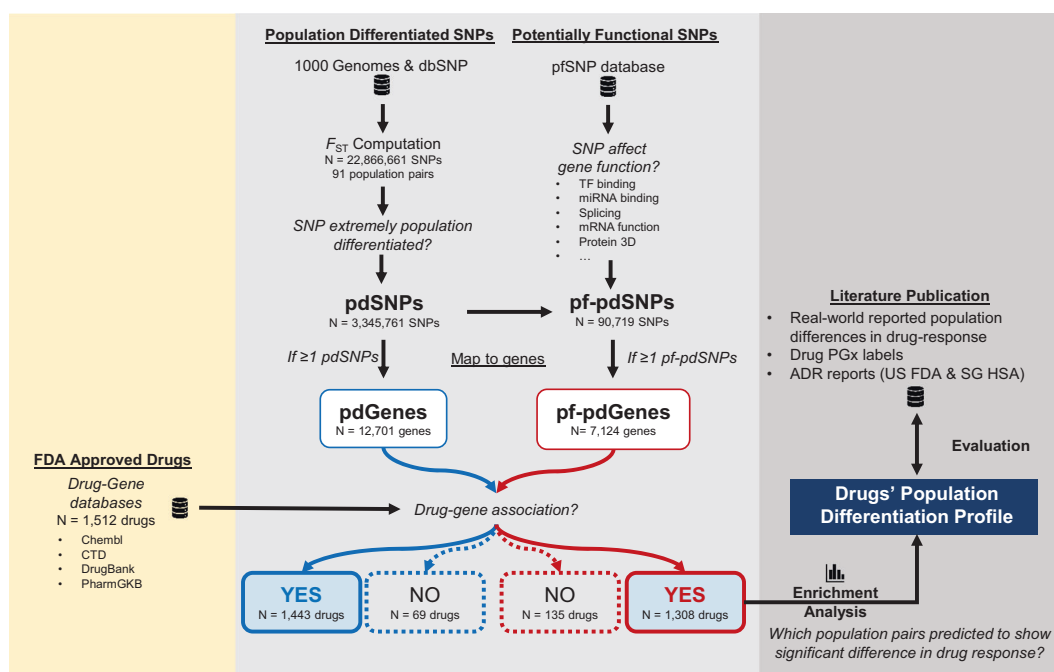 Population Differentiated SNPs
1000 Genomes & dbSNP
FST Computation
N = 22,866,661 SNPs
91 population pairs
SNP extremely population
differentiated?
pdSNPs
N = 3,345,761 SNPs
If ≥1 pdSNPs
Potentially Functional SNPs
pfSNP database
SNP affect
gene function?
• TF binding
• miRNA binding
• Splicing
• mRNA function
• Protein 3D
• ...
pf-pdSNPs
N = 90,719 SNPs
Map to genes
If ≥1 pf-pdSNPs
pdGenes
N = 12,701 genes
pf-pdGenes
N= 7,124 genes
FDA Approved Drugs
Drug-Gene
databases
N = 1,512 drugs
• Chembl
• CTD
• DrugBank
• PharmGKB
Drug-gene association?
YES
N = 1,443 drugs
NO
N = 69 drugs
NO
N = 135 drugs
YES
N = 1,308 drugs
Literature Publication
• Real-world reported population
differences in drug-response
• Drug PGx labels
• ADR reports (US FDA & SG HSA)
Evaluation
Drugs' Population
Differentiation Profile
Enrichment
Analysis
Which population pairs predicted to show
significant difference in drug response?